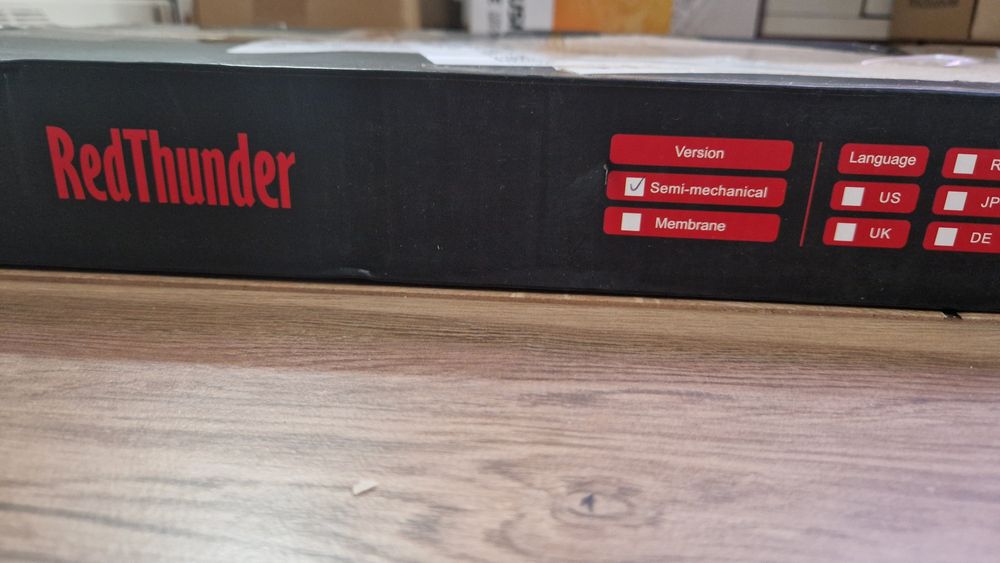 RedThunder
Version
Semi-mechanical
Membrane
Language
US
UK
R
JP
DE